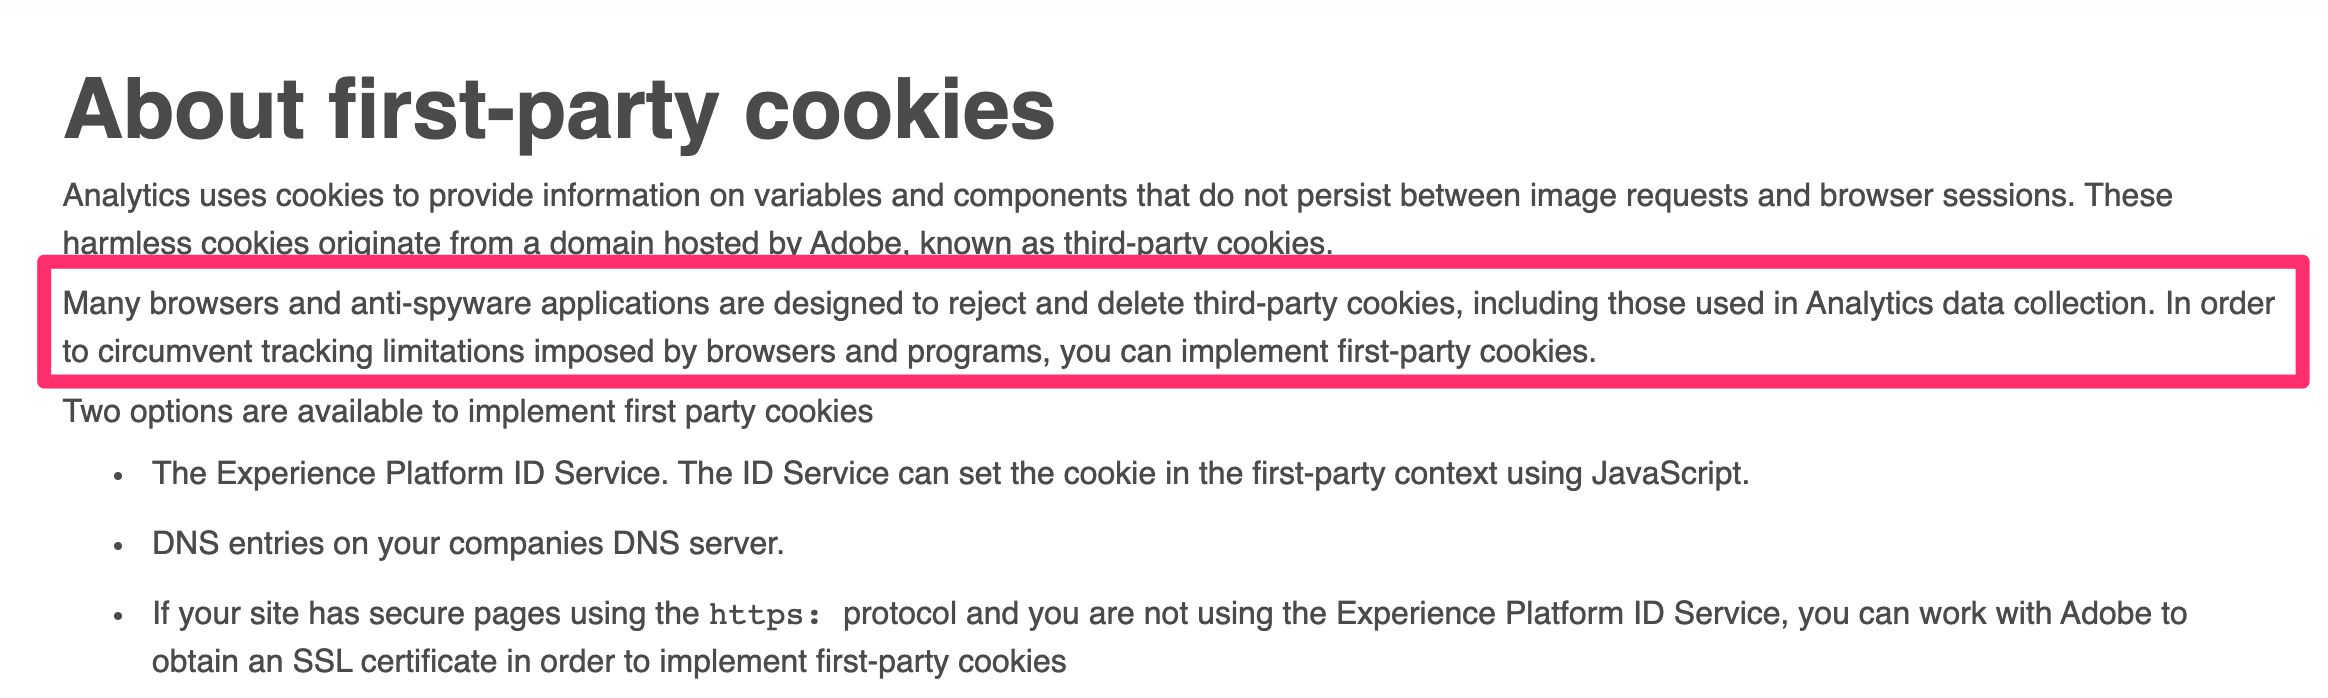 About first-party cookies
Analytics uses cookies to provide information on variables and components that do not persist between image requests and browser sessions. These
harmless cookies originate from a domain hosted by Adobe, known as third-party cookies.
Many browsers and anti-spyware applications are designed to reject and delete third-party cookies, including those used in Analytics data collection. In order
to circumvent tracking limitations imposed by browsers and programs, you can implement first-party cookies.
Two options are available to implement first party cookies
• The Experience Platform ID Service. The ID Service can set the cookie in the first-party context using JavaScript.
• DNS entries on your companies DNS server.
• If your site has secure pages using the https: protocol and you are not using the Experience Platform ID Service, you can work with Adobe to
obtain an SSL certificate in order to implement first-party cookies